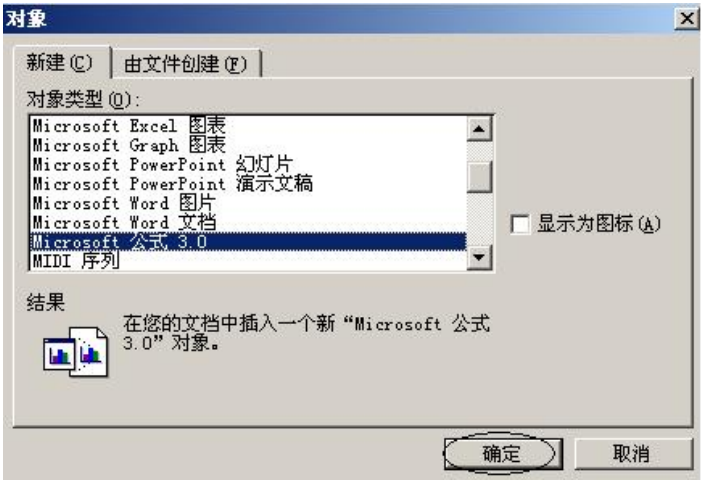 对象
新建(C)
由文件创建(F)
对象类型(O):
Microsoft Excel 图表
Microsoft Graph 图表
Microsoft PowerPoint 幻灯片
Microsoft PowerPoint 演示文稿
Microsoft Word 图片
Microsoft Word 文档
Microsoft 公式 3.0
MIDI 序列
显示为图标(A)
结果
在您的文档中插入一个新“Microsoft 公式
3.0”对象。
确定
取消